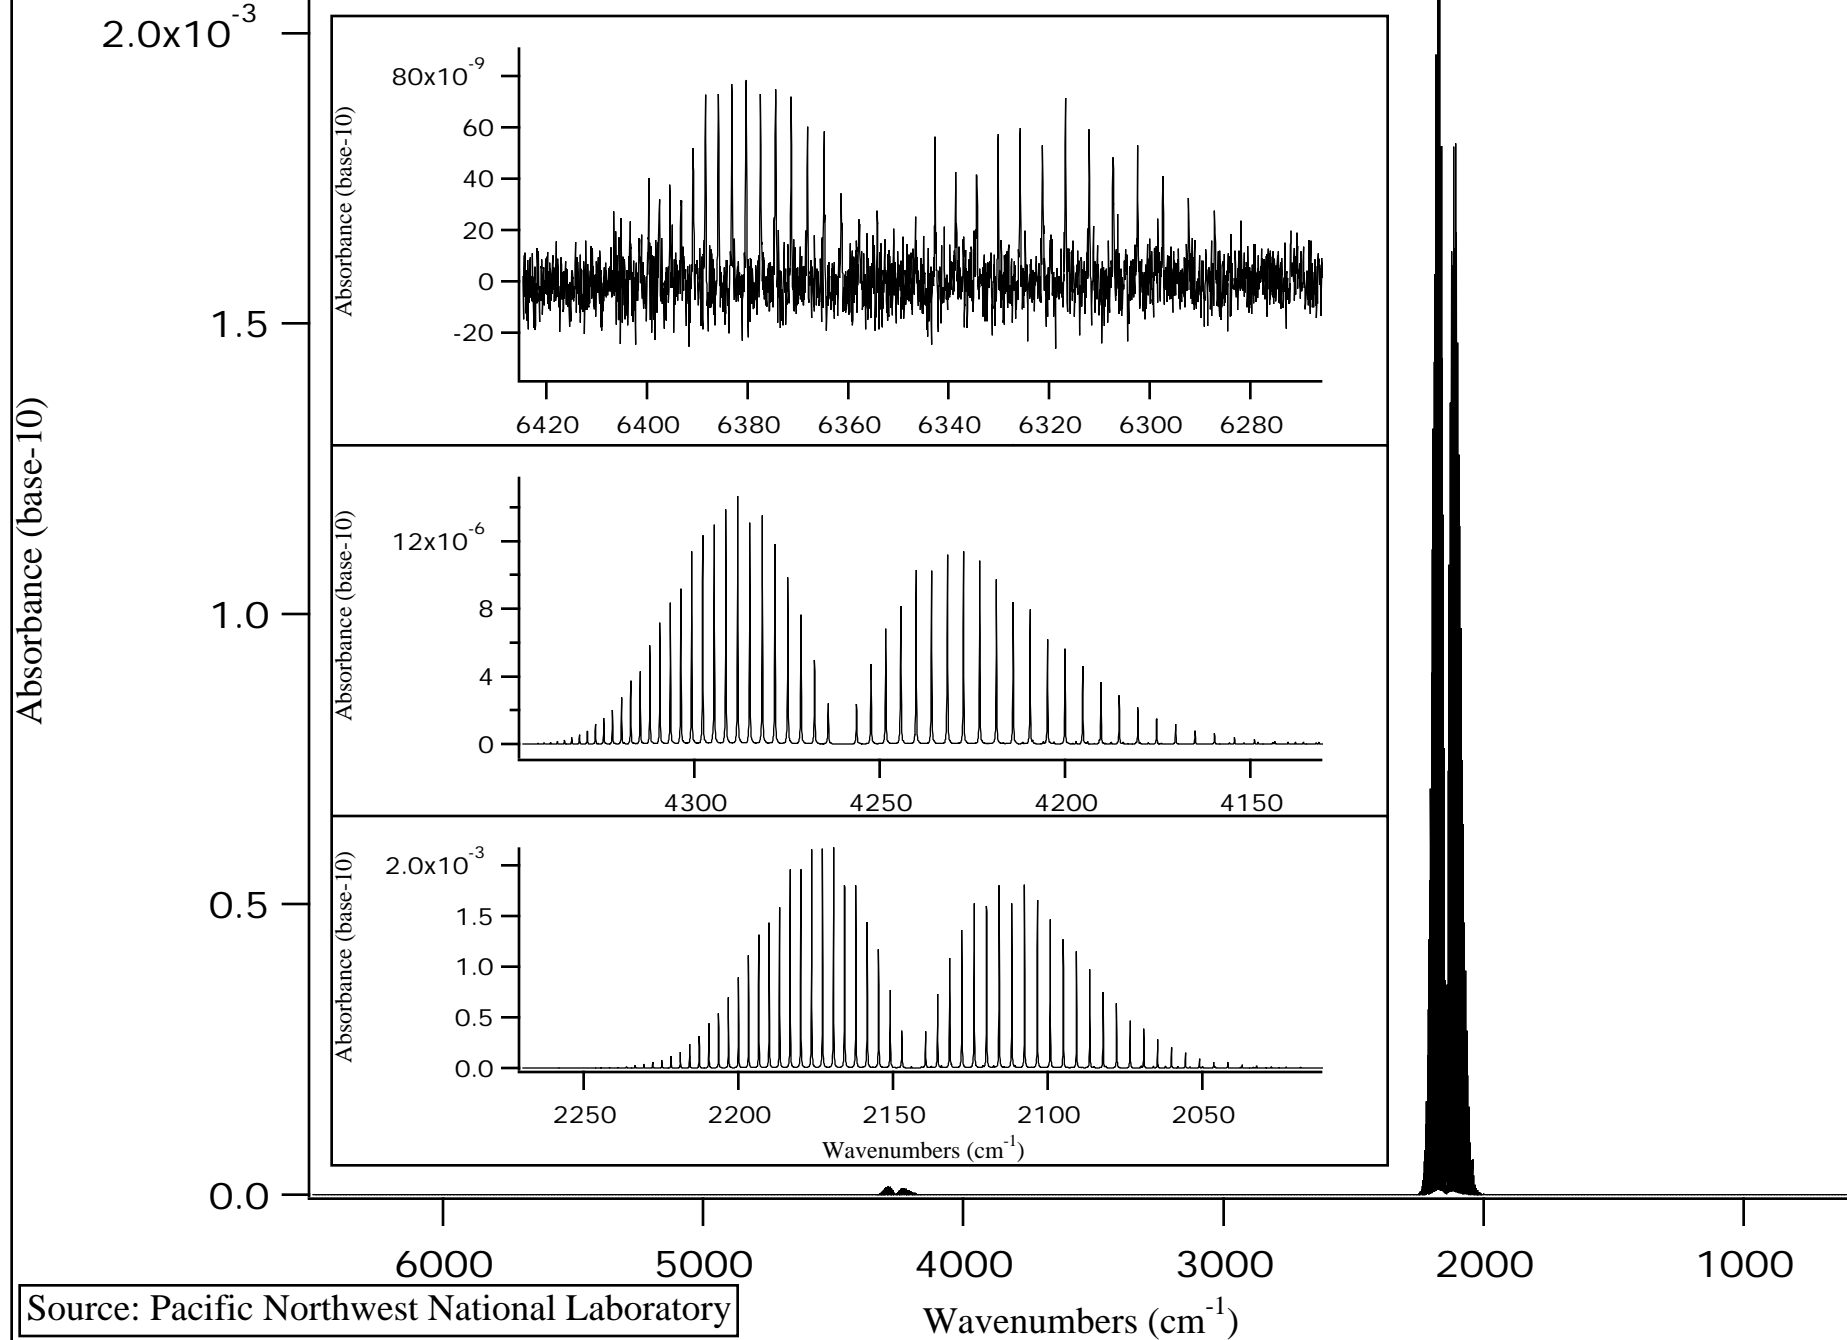 2.0x10-3
1.5
1.0
0.5
0.0
Absorbance (base-10)
6000 5000 4000 3000 2000 1000
Wavenumbers (cm-1)
80x10-9
60
40
20
0
-20
Absorbance (base-10)
6420 6400 6380 6360 6340 6320 6300 6280
12x10-6
8
4
0
Absorbance (base-10)
4300 4250 4200 4150
2.0x10-3
1.5
1.0
0.5
0.0
Absorbance (base-10)
2250 2200 2150 2100 2050
Wavenumbers (cm-1)
Source: Pacific Northwest National Laboratory